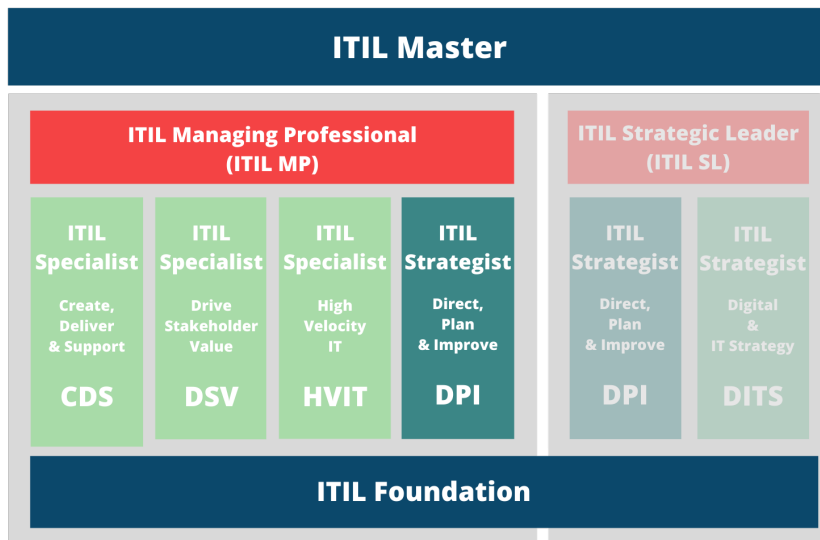 ITIL Master
ITIL Managing Professional
(ITIL MP)
ITIL
Specialist
Create,
Deliver
& Support
CDS
ITIL
Specialist
Drive
Stakeholder
Value
DSV
ITIL
Specialist
High
Velocity
IT
HVIT
ITIL
Strategist
Direct,
Plan
& Improve
DPI
ITIL Strategic Leader
(ITIL SL)
ITIL
Strategist
Direct,
Plan
& Improve
DPI
ITIL
Strategist
Digital
&
IT Strategy
DITS
ITIL Foundation